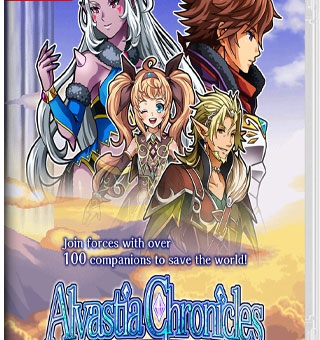 Join forces with over
100 companions to save the world!
Alvastia Chronicles